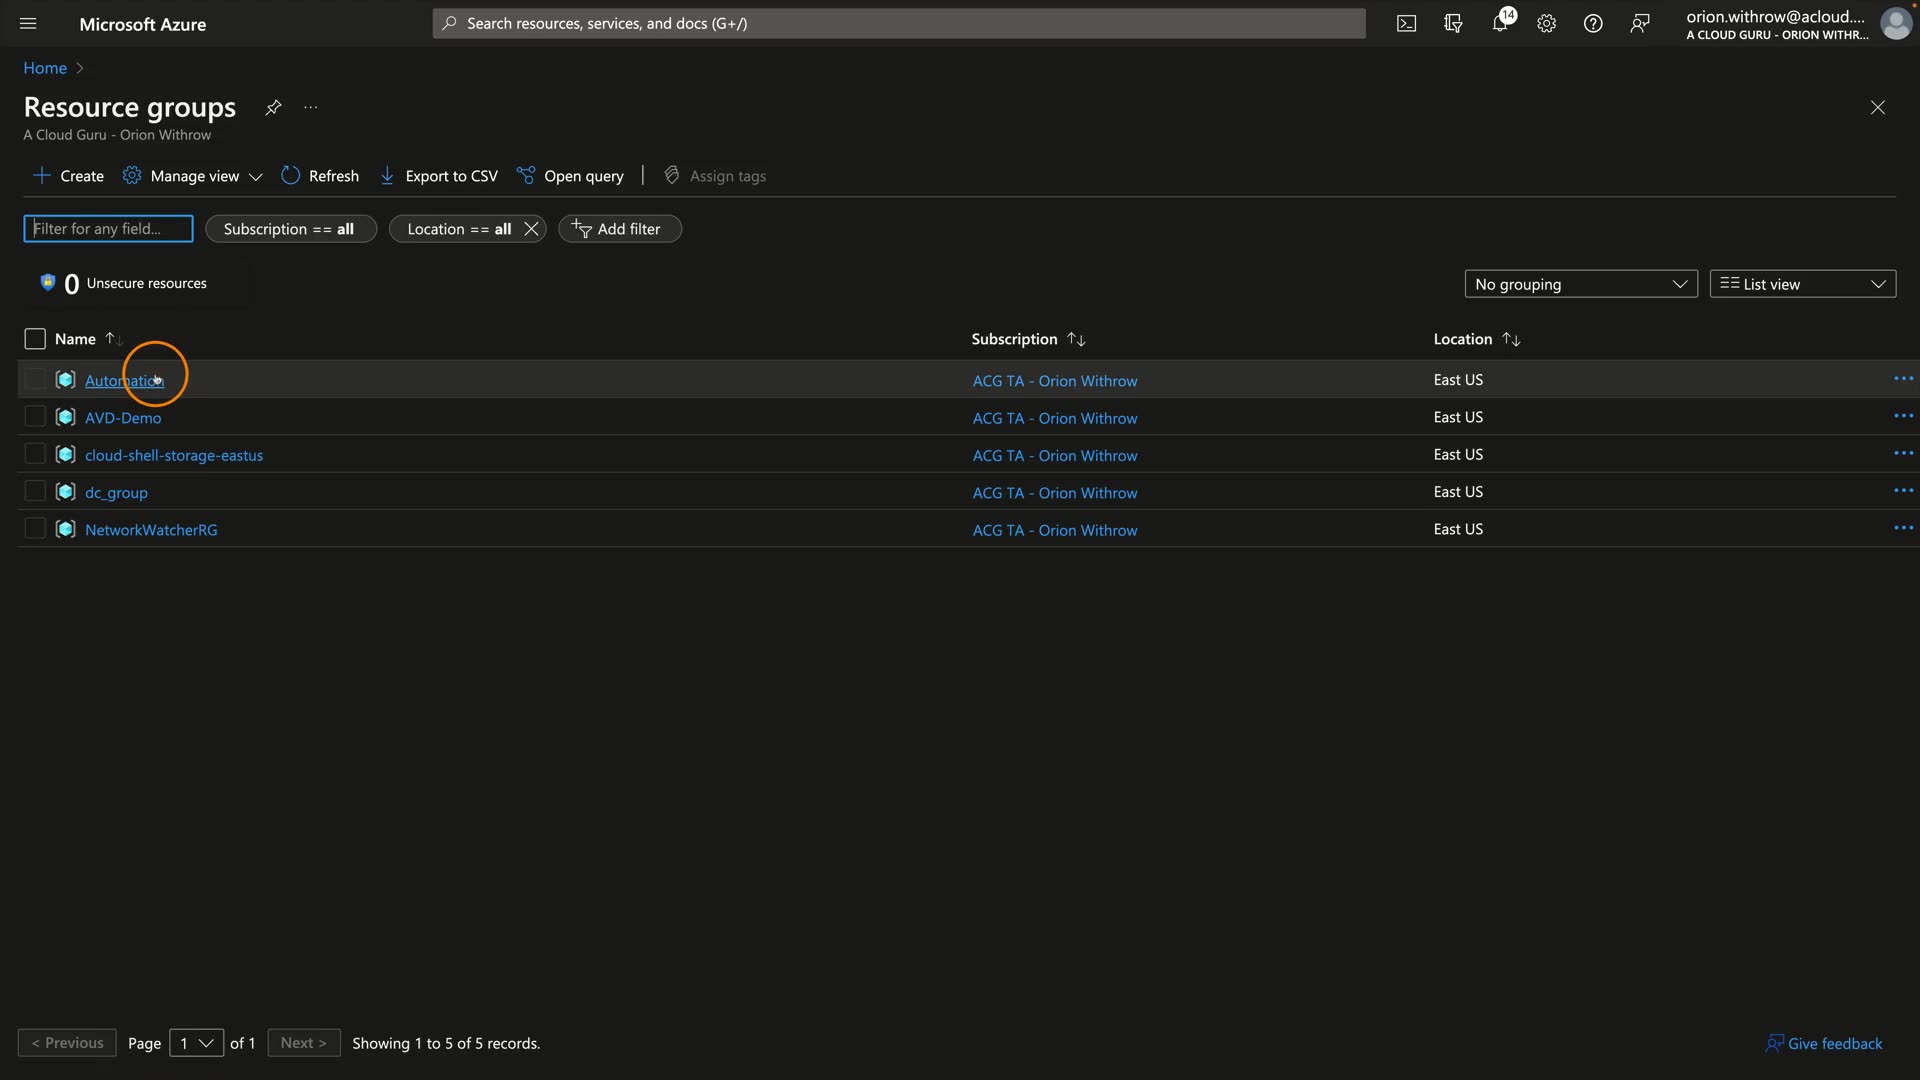 Microsoft Azure
Search resources, services, and docs (G+/)
14
orion.withrow@acloud....
A CLOUD GURU - ORION WITHR...
Home
Resource groups
...
A Cloud Guru - Orion Withrow
Create
Manage view
Refresh
Export to CSV
Open query
Assign tags
Filter for any field...
Subscription == all
Location == all
Add filter
0 Unsecure resources
No grouping
List view
Name Subscription Location
Automation ACG TA - Orion Withrow East US
AVD-Demo ACG TA - Orion Withrow East US
cloud-shell-storage-eastus ACG TA - Orion Withrow East US
dc_group ACG TA - Orion Withrow East US
NetworkWatcherRG ACG TA - Orion Withrow East US
< Previous Page 1 of 1 Next > Showing 1 to 5 of 5 records.
Give feedback